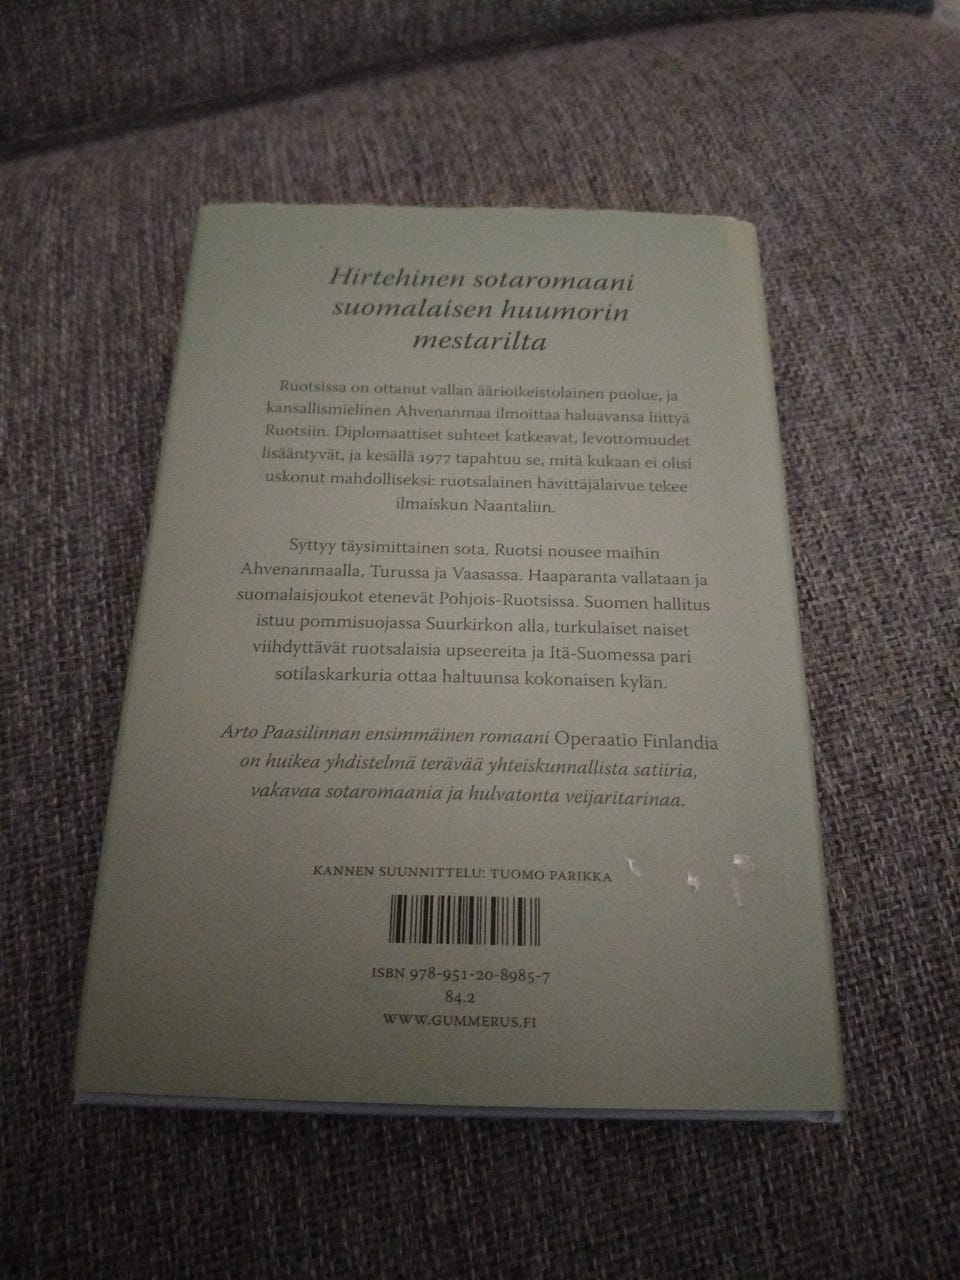 Hirtehinen sotaromaani
suomalaisen huumorin
mestarilta
Ruotsissa on ottanut vallan äärioikeistolainen puolue, ja
kansallismielinen Ahvenanmaa ilmoittaa haluavansa liittyä
Ruotsiin. Diplomaattiset suhteet katkeavat, levottomuudet
lisääntyvät, ja kesällä 1977 tapahtuu se, mitä kukaan ei olisi
uskonut mahdolliseksi: ruotsalainen hävittäjälaivue tekee
ilmaiskun Naantaliin.
Syttyy täysimittainen sota. Ruotsi nousee maihin
Ahvenanmaalla, Turussa ja Vaasassa. Haaparanta vallataan ja
suomalaisjoukot etenevät Pohjois-Ruotsissa. Suomen hallitus
istuu pommisuojassa Suurkirkon alla, turkulaiset naiset
viihdyttävät ruotsalaisia upseereita ja Itä-Suomessa pari
sotilaskarkuria ottaa haltuunsa kokonaisen kylän.
Arto Paasilinnan ensimmäinen romaani Operaatio Finlandia
on huikea yhdistelmä terävää yhteiskunnallista satiiria,
vakavaa sotaromaania ja hulvatonta veijaritarinaa.
KANNEN SUUNNITTELU: TUOMO PARIKKA
ISBN 978-951-20-8985-7
84.2
WWW.GUMMERUS.FI